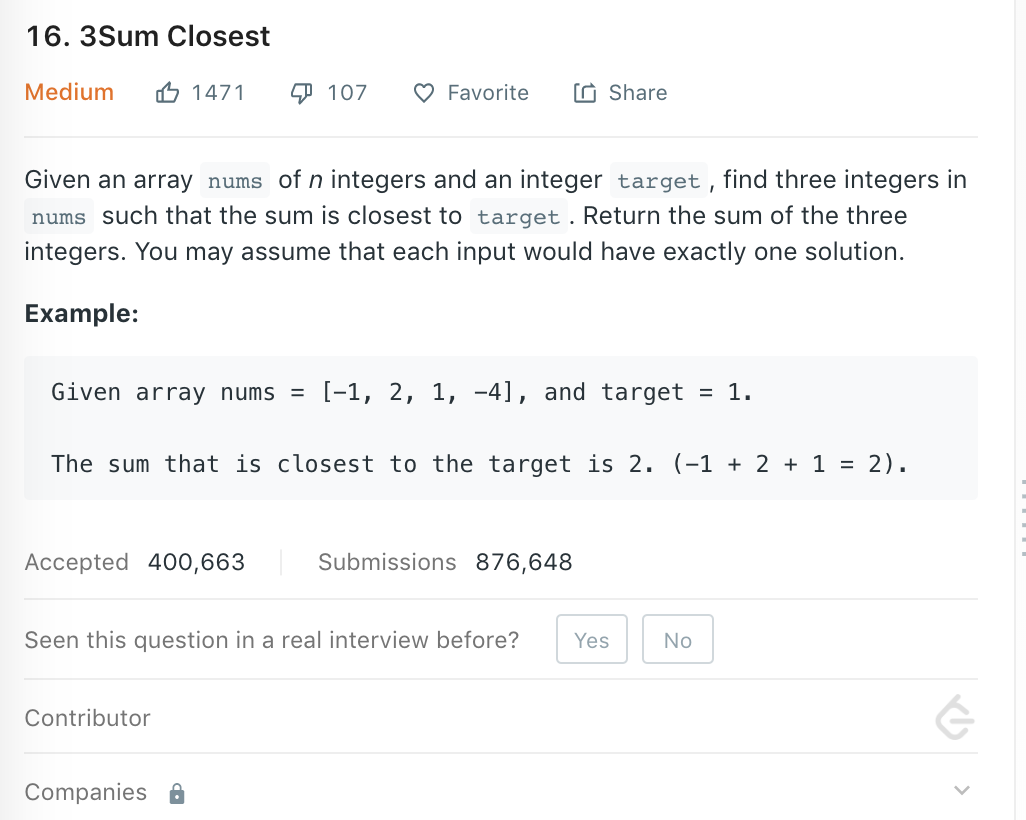 16. 3Sum Closest
Medium 1471 107 Favorite Share
Given an array nums of n integers and an integer target , find three integers in
nums such that the sum is closest to target . Return the sum of the three
integers. You may assume that each input would have exactly one solution.
Example:
Given array nums = [-1, 2, 1, -4], and target = 1.
The sum that is closest to the target is 2. (-1 + 2 + 1 = 2).
Accepted 400,663 Submissions 876,648
Seen this question in a real interview before? Yes No
Contributor
Companies